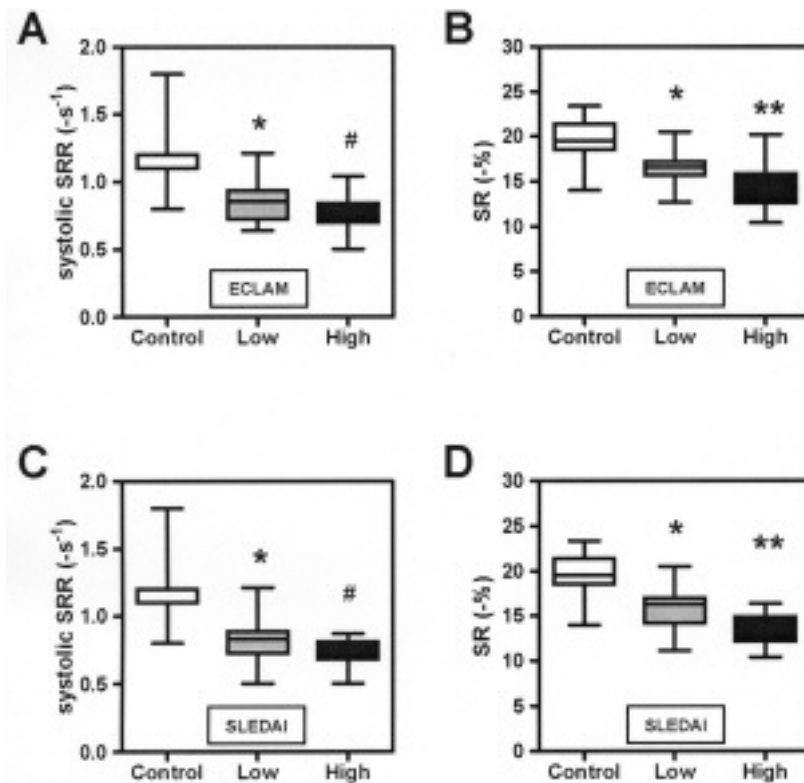 A
B
systolic SRR (-s⁻¹)
2.0
1.5
1.0
0.5
0.0
*
#
ECLAM
Control Low High
SR (-%)
30
25
20
15
10
5
0
*
**
ECLAM
Control Low High
C
D
systolic SRR (-s⁻¹)
2.0
1.5
1.0
0.5
0.0
*
#
SLEDAI
Control Low High
SR (-%)
30
25
20
15
10
5
0
*
**
SLEDAI
Control Low High